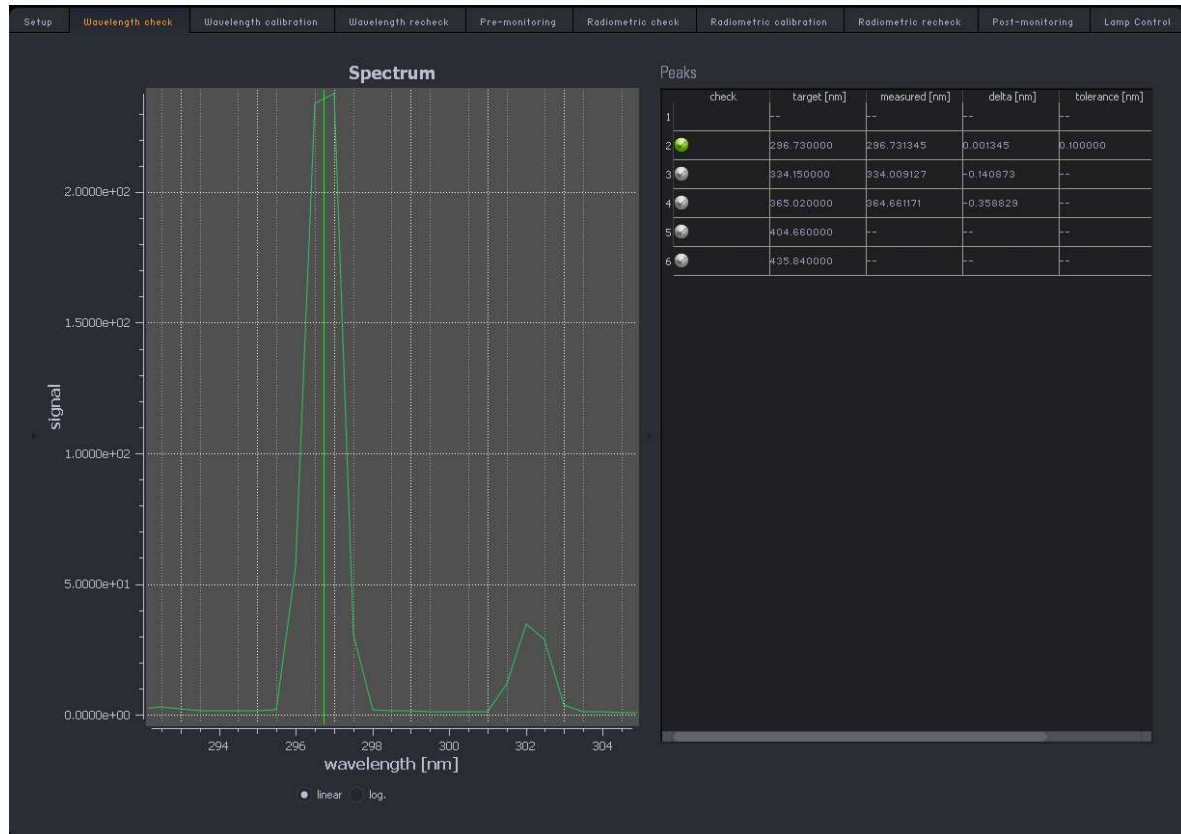 Setup Wavelength check Wavelength calibration Wavelength recheck Pre-monitoring Radiometric check Radiometric calibration Radiometric recheck Post-monitoring Lamp Control
Spectrum
2.0000e+02
1.5000e+02
1.0000e+02
5.0000e+01
0.0000e+00
signal
294 296 298 300 302 304
wavelength [nm]
linear log.
Peaks
check target [nm] measured [nm] delta [nm] tolerance [nm]
1 -- -- -- --
2 296.730000 296.731345 0.001345 0.100000
3 334.150000 334.009127 -0.140873 --
4 365.020000 364.661171 -0.358829 --
5 404.660000 -- -- --
6 435.840000 -- -- --